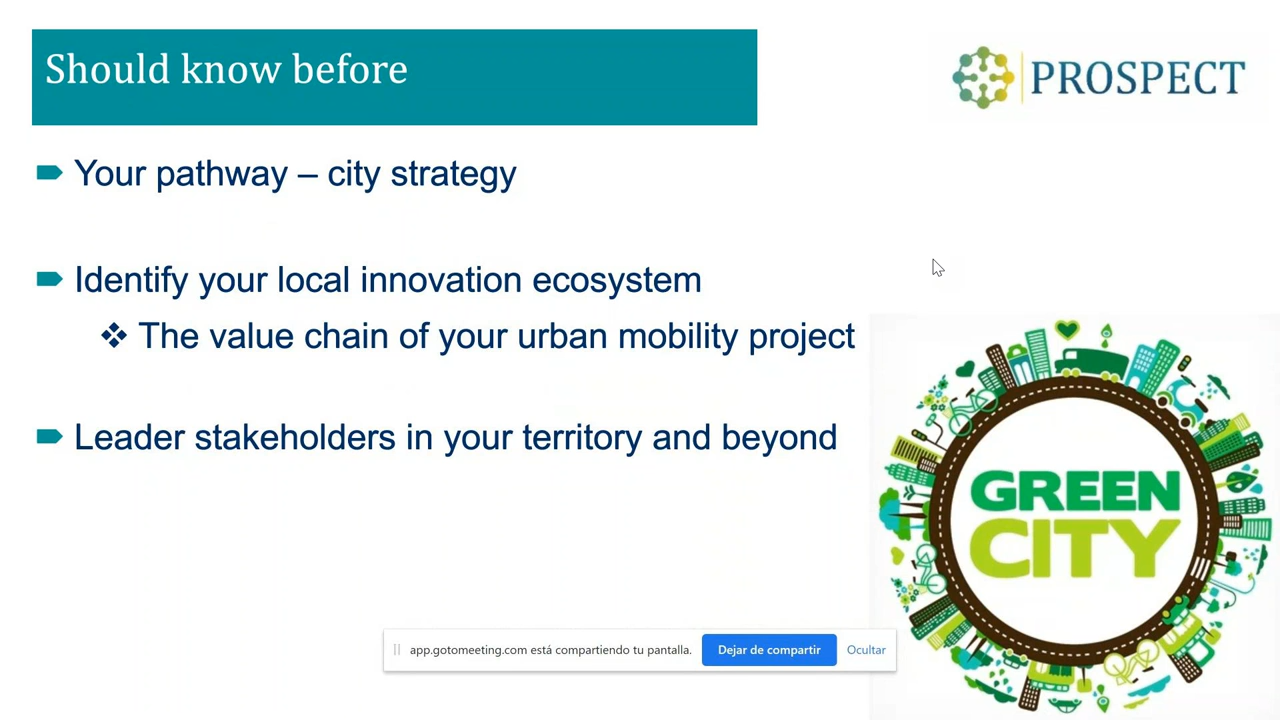 Should know before
PROSPECT
Your pathway – city strategy
Identify your local innovation ecosystem
The value chain of your urban mobility project
Leader stakeholders in your territory and beyond
GREEN
CITY
app.gotomeeting.com está compartiendo tu pantalla.
Dejar de compartir
Ocultar